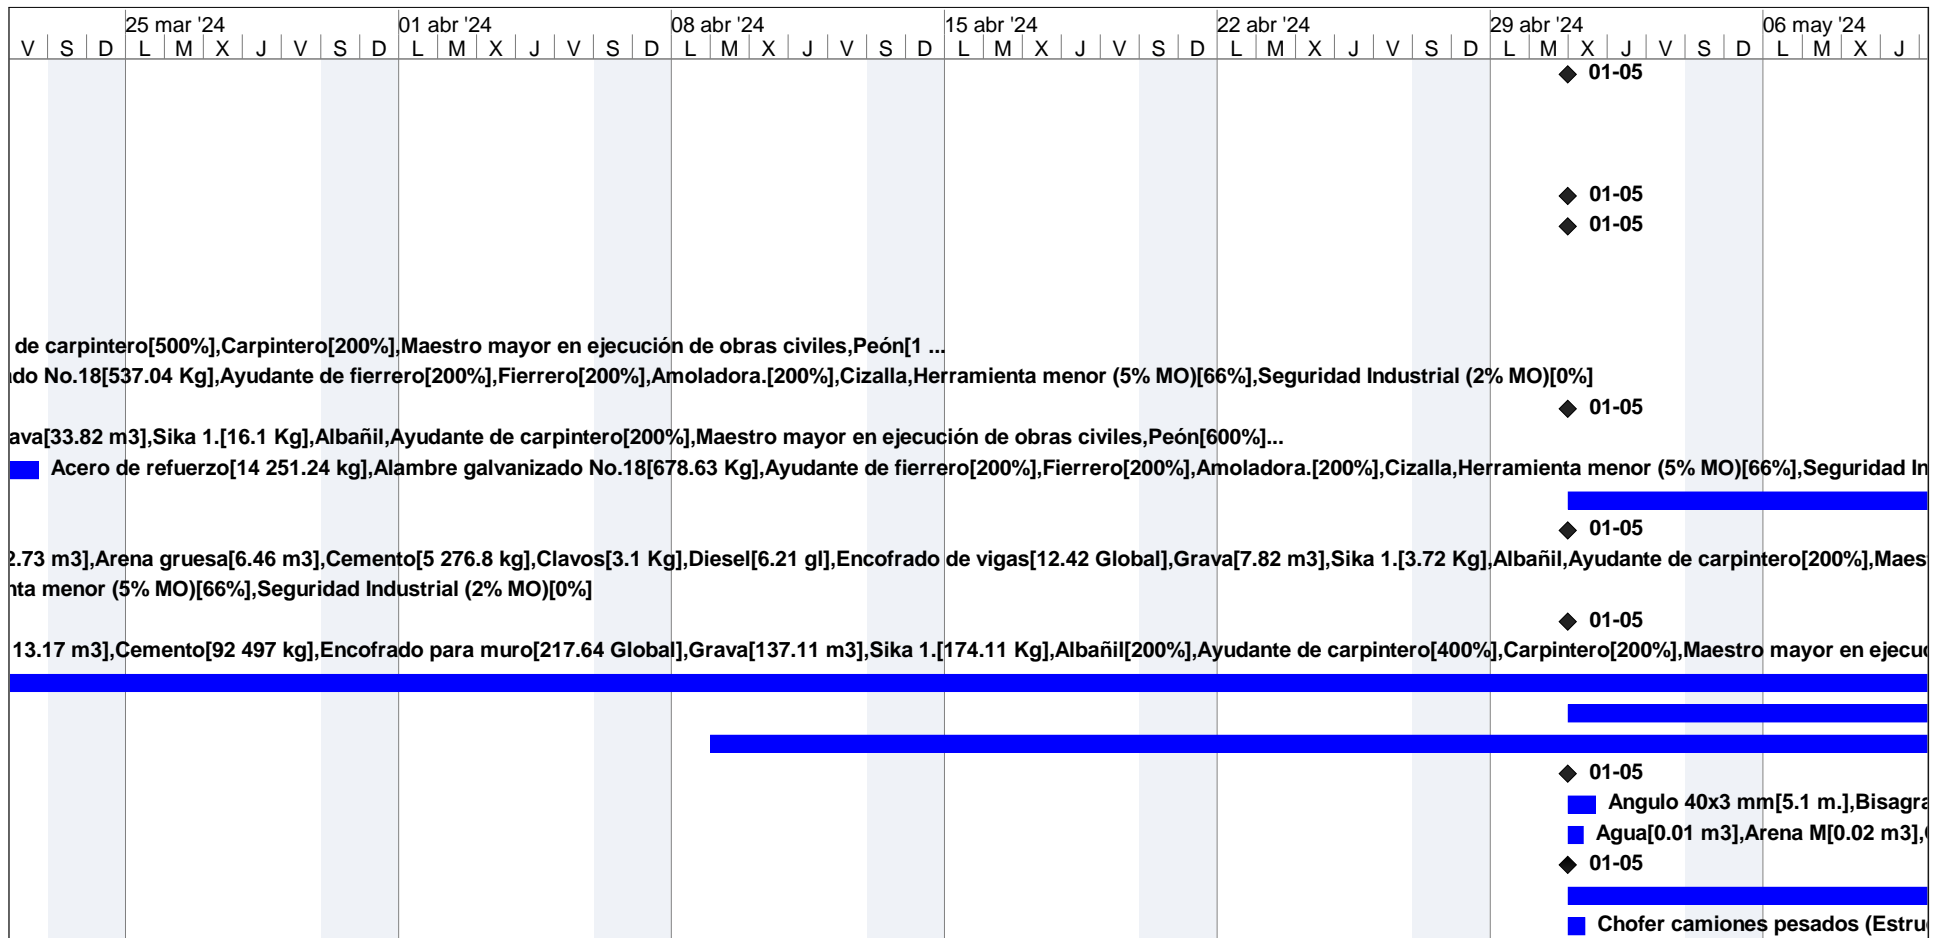 25 mar '24 01 abr '24 08 abr '24 15 abr '24 22 abr '24 29 abr '24 06 may '24
V S D L M X J V S D L M X J V S D L M X J V S D L M X J V S D L M X J V S D L M X J V S D L M X J
01-05
01-05
01-05
de carpintero[500%],Carpintero[200%],Maestro mayor en ejecución de obras civiles,Peón[1 ...
do No.18[537.04 Kg],Ayudante de fierrero[200%],Fierrero[200%],Amoladora.[200%],Cizalla,Herramienta menor (5% MO)[66%],Seguridad Industrial (2% MO)[0%]
01-05
ava[33.82 m3],Sika 1.[16.1 Kg],Albañil,Ayudante de carpintero[200%],Maestro mayor en ejecución de obras civiles,Peón[600%]...
Acero de refuerzo[14 251.24 kg],Alambre galvanizado No.18[678.63 Kg],Ayudante de fierrero[200%],Fierrero[200%],Amoladora.[200%],Cizalla,Herramienta menor (5% MO)[66%],Seguridad In
01-05
2.73 m3],Arena gruesa[6.46 m3],Cemento[5 276.8 kg],Clavos[3.1 Kg],Diesel[6.21 gl],Encofrado de vigas[12.42 Global],Grava[7.82 m3],Sika 1.[3.72 Kg],Albañil,Ayudante de carpintero[200%],Maes
nta menor (5% MO)[66%],Seguridad Industrial (2% MO)[0%]
01-05
13.17 m3],Cemento[92 497 kg],Encofrado para muro[217.64 Global],Grava[137.11 m3],Sika 1.[174.11 Kg],Albañil[200%],Ayudante de carpintero[400%],Carpintero[200%],Maestro mayor en ejecuc
01-05
Angulo 40x3 mm[5.1 m.],Bisagra
Agua[0.01 m3],Arena M[0.02 m3],
01-05
Chofer camiones pesados (Estru